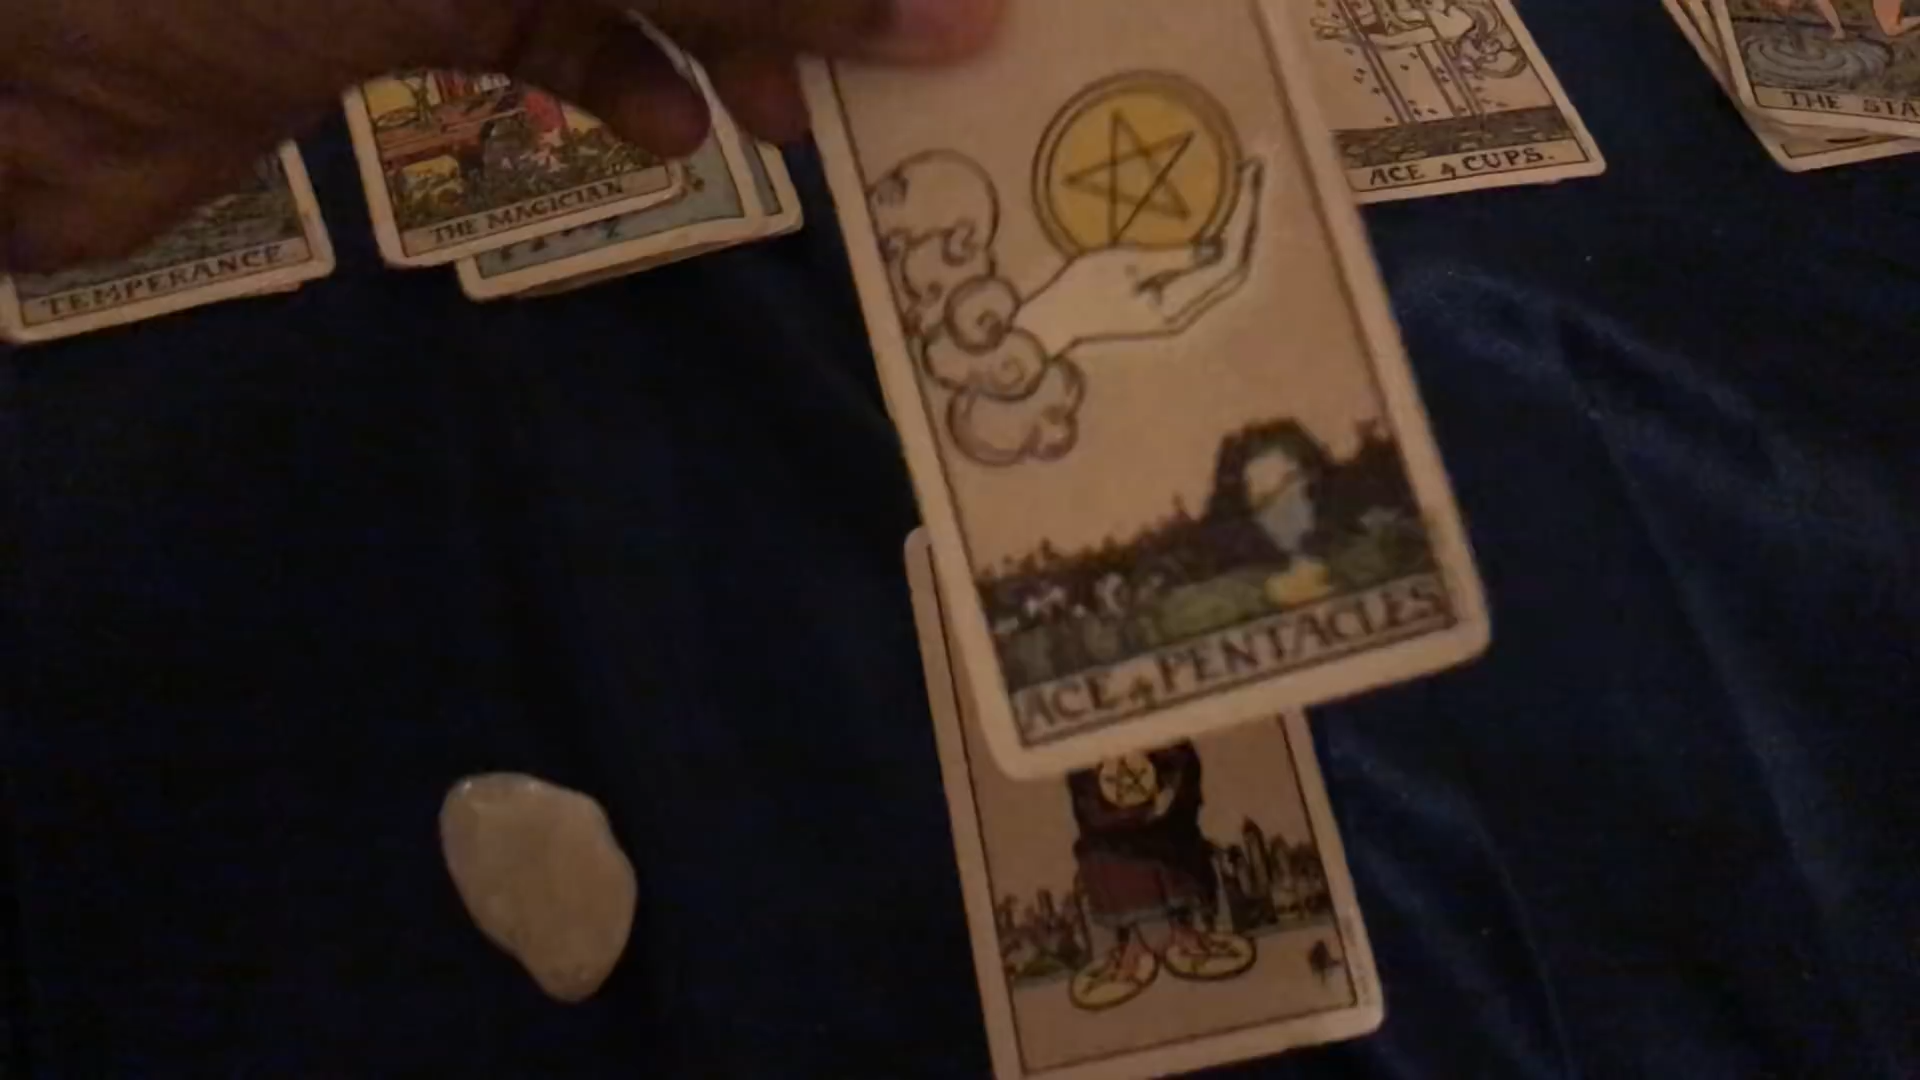 THE STA
ACE of CUPS.
THE MAGICIAN
TEMPERANCE.
ACE of PENTACLES